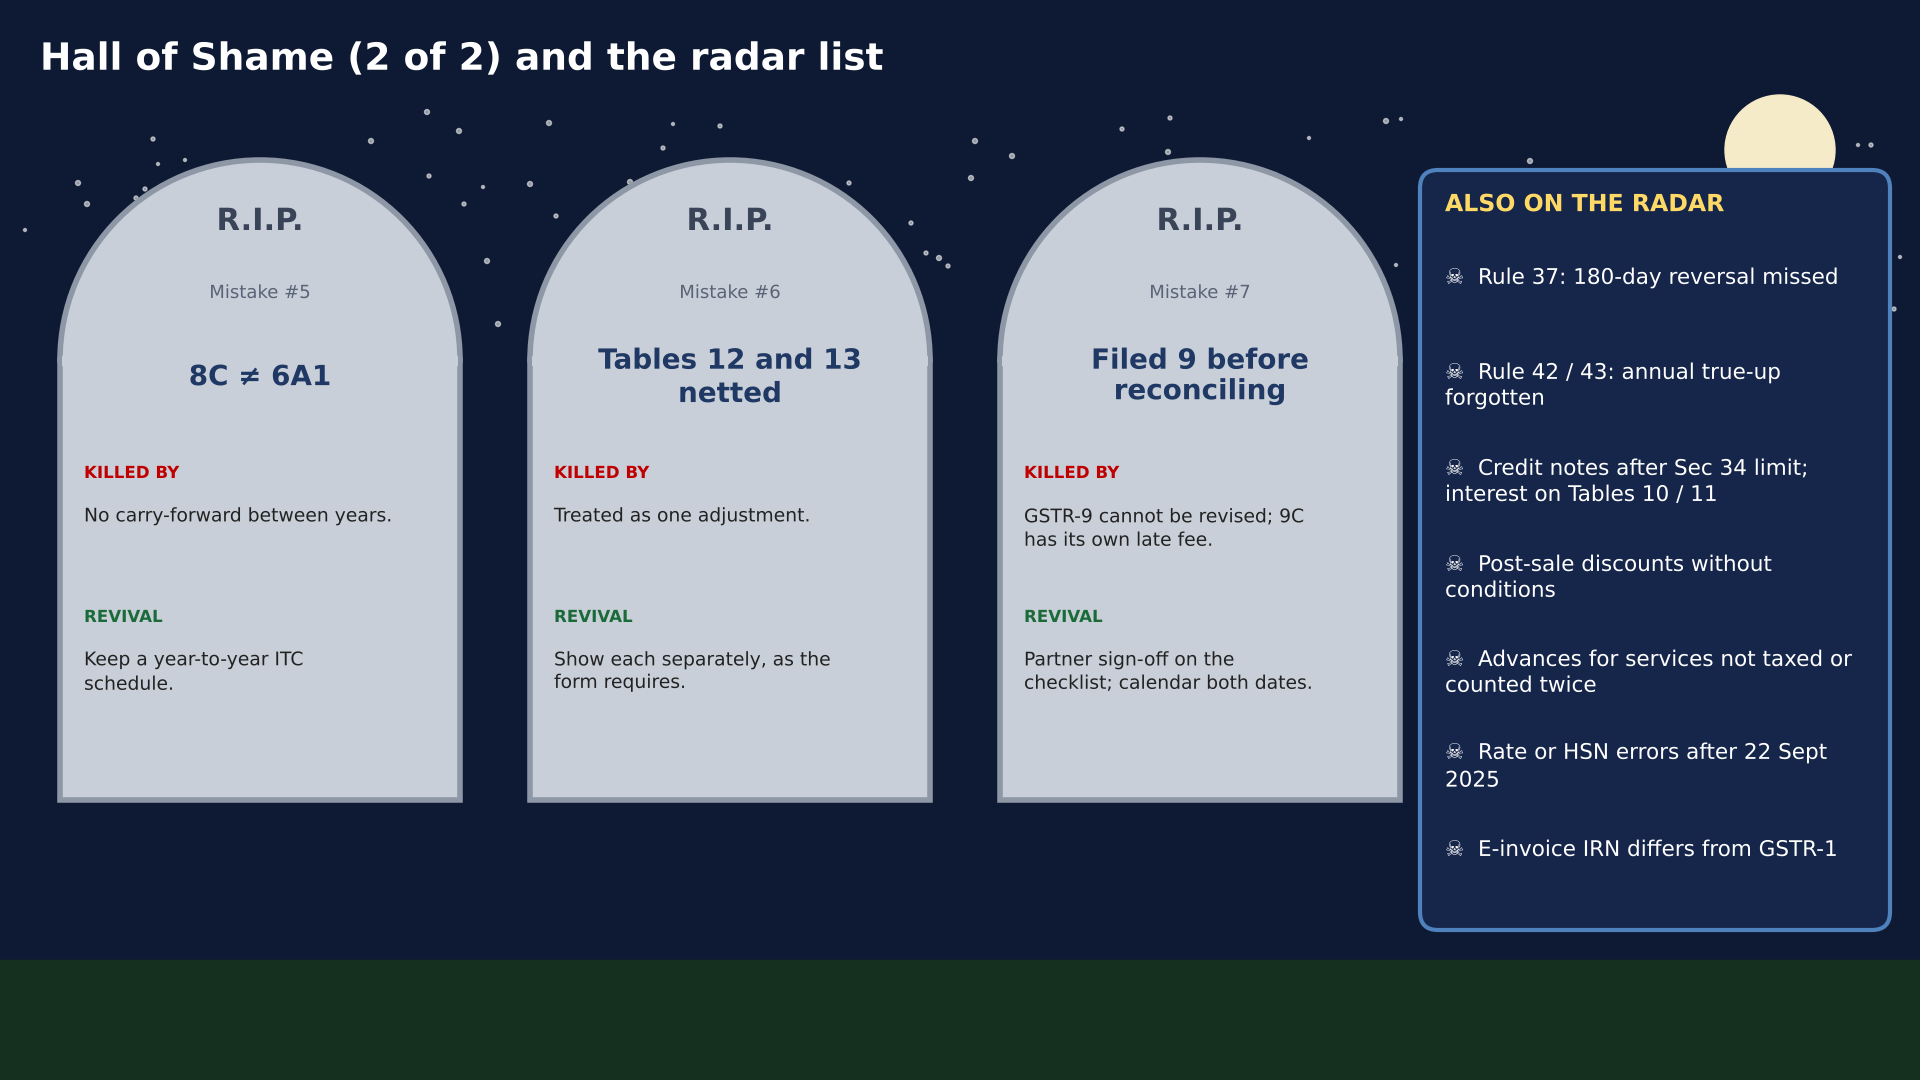 Hall of Shame (2 of 2) and the radar list
R.I.P.
Mistake #5
8C ≠ 6A1
KILLED BY
No carry-forward between years.
REVIVAL
Keep a year-to-year ITC
schedule.
R.I.P.
Mistake #6
Tables 12 and 13
netted
KILLED BY
Treated as one adjustment.
REVIVAL
Show each separately, as the
form requires.
R.I.P.
Mistake #7
Filed 9 before
reconciling
KILLED BY
GSTR-9 cannot be revised; 9C
has its own late fee.
REVIVAL
Partner sign-off on the
checklist; calendar both dates.
ALSO ON THE RADAR
☠ Rule 37: 180-day reversal missed
☠ Rule 42 / 43: annual true-up
forgotten
☠ Credit notes after Sec 34 limit;
interest on Tables 10 / 11
☠ Post-sale discounts without
conditions
☠ Advances for services not taxed or
counted twice
☠ Rate or HSN errors after 22 Sept
2025
☠ E-invoice IRN differs from GSTR-1